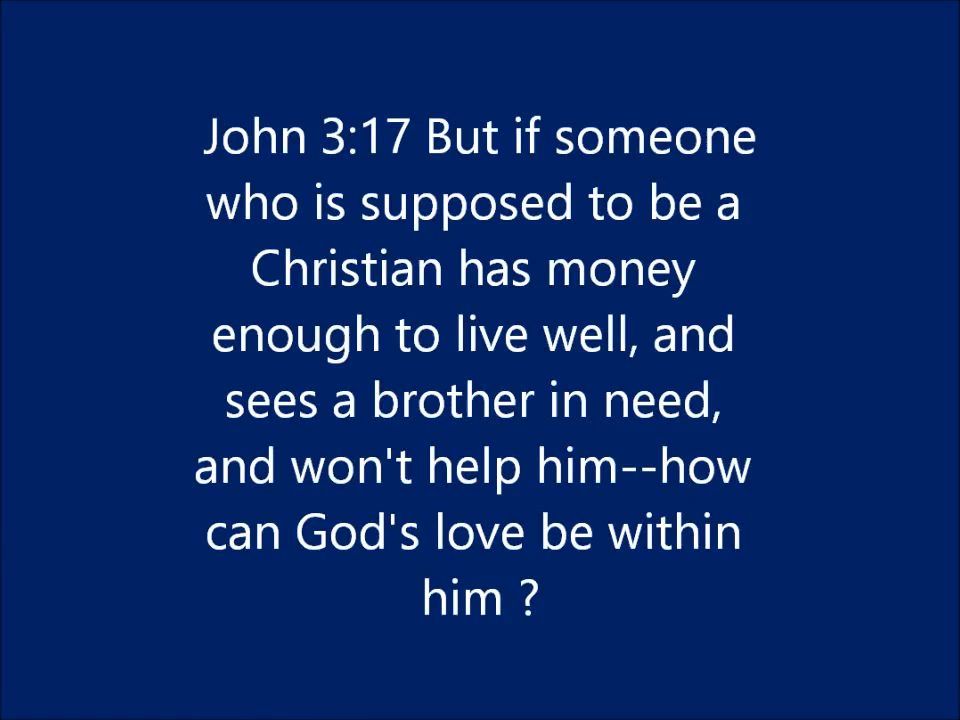 John 3:17 But if someone
who is supposed to be a
Christian has money
enough to live well, and
sees a brother in need,
and won't help him--how
can God's love be within
him ?